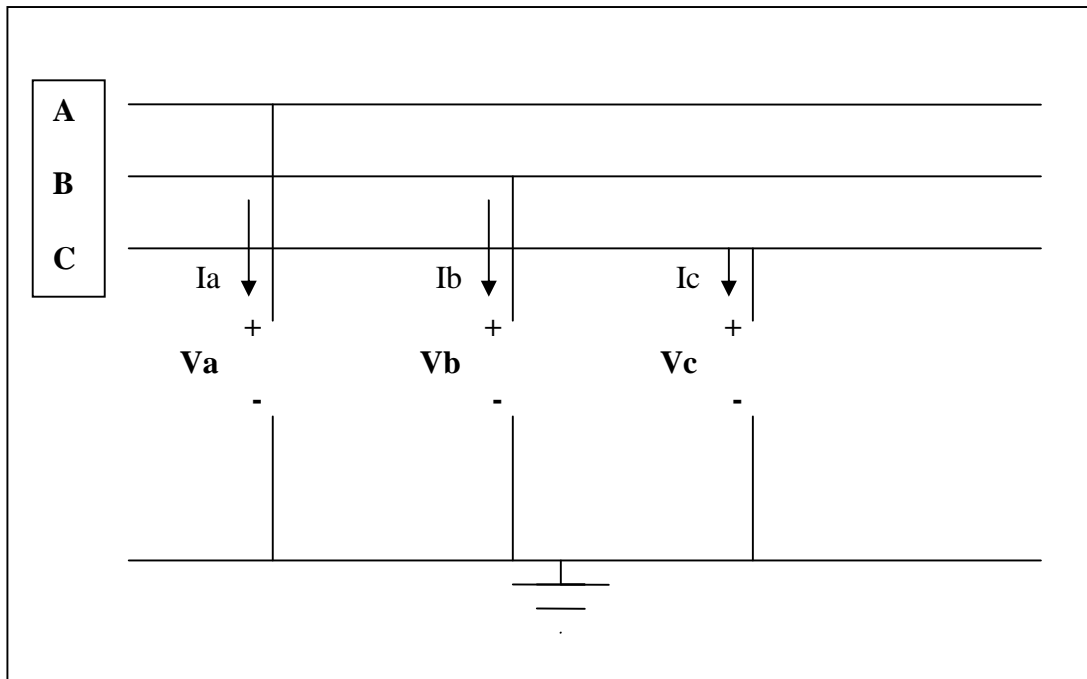 A
B
C
Ia Ib Ic
+ + +
Va Vb Vc
- - -